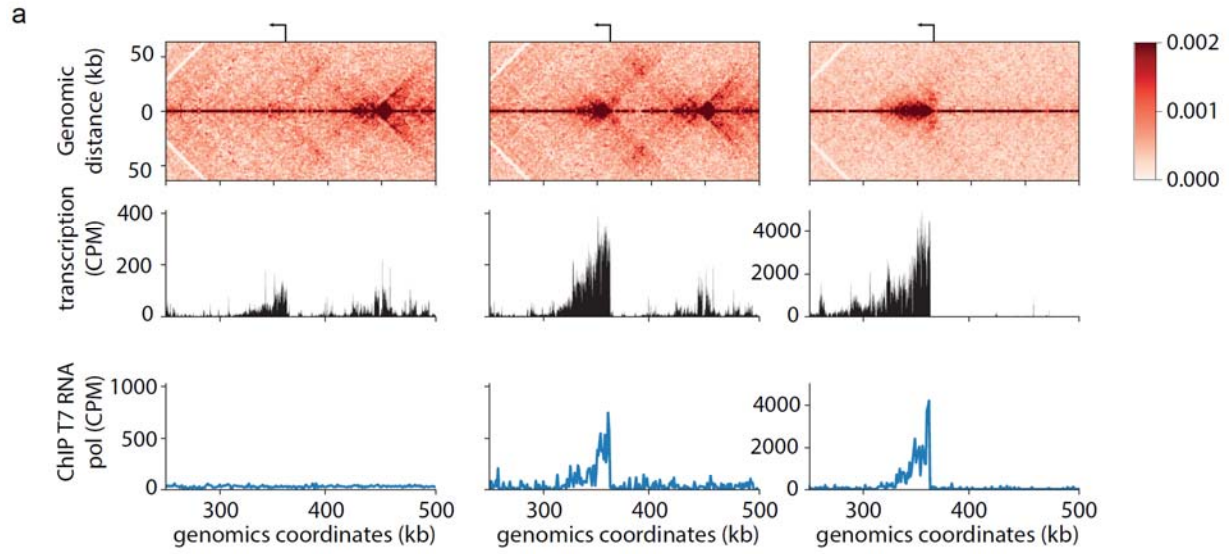 a
Genomic
distance (kb)
50
0
50
0.002
0.001
0.000
transcription
(CPM)
400
200
0
4000
2000
0
ChIP T7 RNA
pol (CPM)
1000
500
0
4000
2000
0
300 400 500
300 400 500
300 400 500
genomics coordinates (kb)
genomics coordinates (kb)
genomics coordinates (kb)